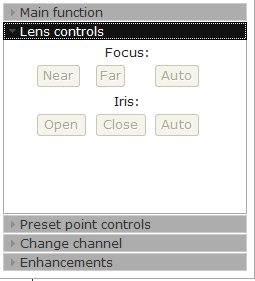 Main function
Lens controls
Focus:
Near Far Auto
Iris:
Open Close Auto
Preset point controls
Change channel
Enhancements